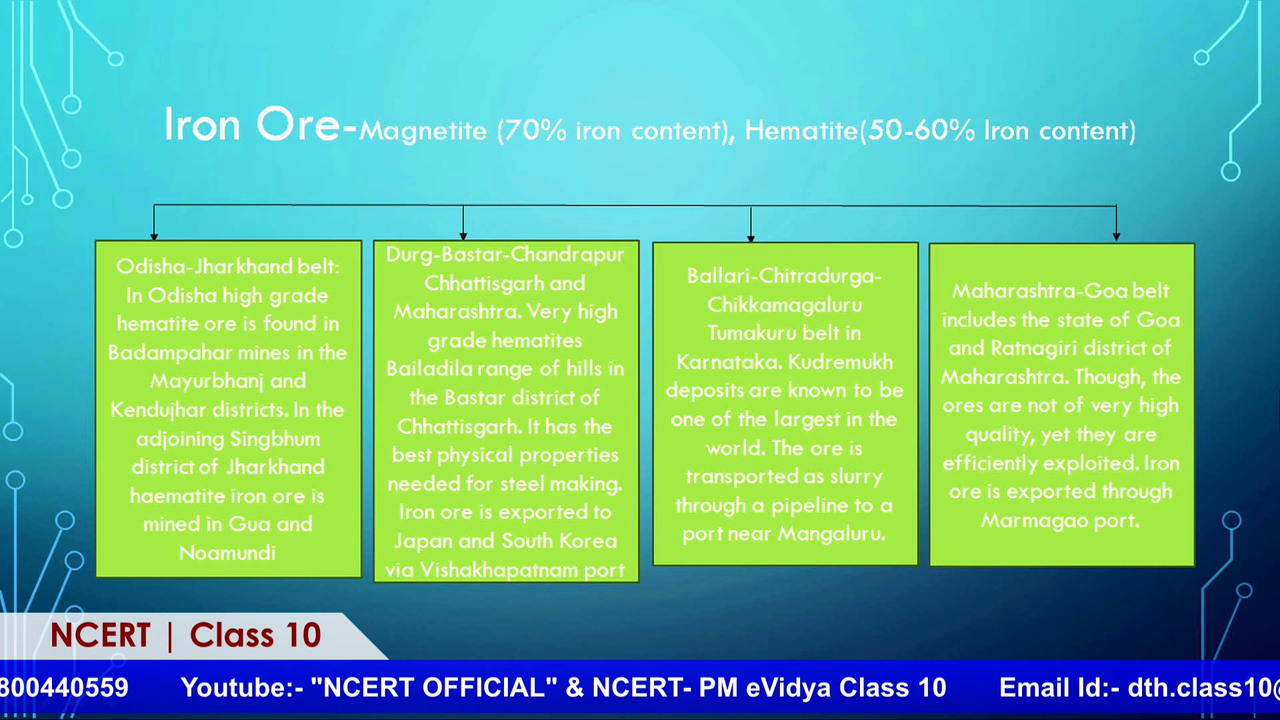 Iron Ore-Magnetite (70% iron content), Hematite(50-60% Iron content)
Odisha-Jharkhand belt:
In Odisha high grade
hematite ore is found in
Badampahar mines in the
Mayurbhanj and
Kendujhar districts. In the
adjoining Singbhum
district of Jharkhand
haematite iron ore is
mined in Gua and
Noamundi
Durg-Bastar-Chandrapur
Chhattisgarh and
Maharashtra. Very high
grade hematites
Bailadila range of hills in
the Bastar district of
Chhattisgarh. It has the
best physical properties
needed for steel making.
Iron ore is exported to
Japan and South Korea
via Vishakhapatnam port
Ballari-Chitradurga-
Chikkamagaluru
Tumakuru belt in
Karnataka. Kudremukh
deposits are known to be
one of the largest in the
world. The ore is
transported as slurry
through a pipeline to a
port near Mangaluru.
Maharashtra-Goa belt
includes the state of Goa
and Ratnagiri district of
Maharashtra. Though, the
ores are not of very high
quality, yet they are
efficiently exploited. Iron
ore is exported through
Marmagao port.
NCERT | Class 10
800440559 Youtube:- "NCERT OFFICIAL" & NCERT- PM eVidya Class 10 Email Id:- dth.class10@